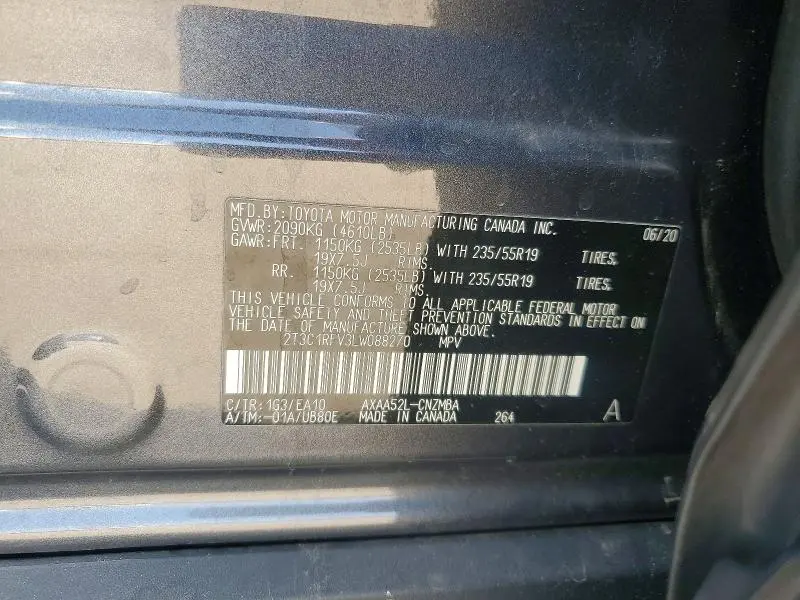 MFD.BY:TOYOTA MOTOR MANUFACTURING CANADA INC. 06/20
GVWR:2090KG (4610LB)
GAWR:FRT. 1150KG (2535LB) WITH 235/55R19 TIRES,
19X7.5J RIMS.
RR. 1150KG (2535LB) WITH 235/55R19 TIRES,
19X7.5J RIMS.
THIS VEHICLE CONFORMS TO ALL APPLICABLE FEDERAL MOTOR
VEHICLE SAFETY AND THEFT PREVENTION STANDARDS IN EFFECT ON
THE DATE OF MANUFACTURE SHOWN ABOVE.
2T3C1RFV3LW088270 MPV
C/TR:1G3/EA10 AXAA52L-CNZMBA
A/TM:-01A/UB80E MADE IN CANADA 264 A